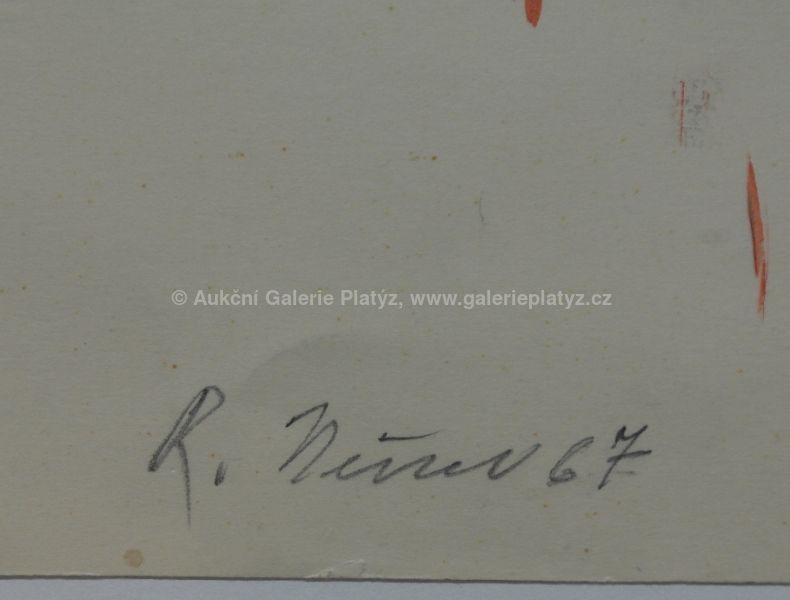 © Aukční Galerie Platýz, www.galerieplatyz.cz
R. Němec 67